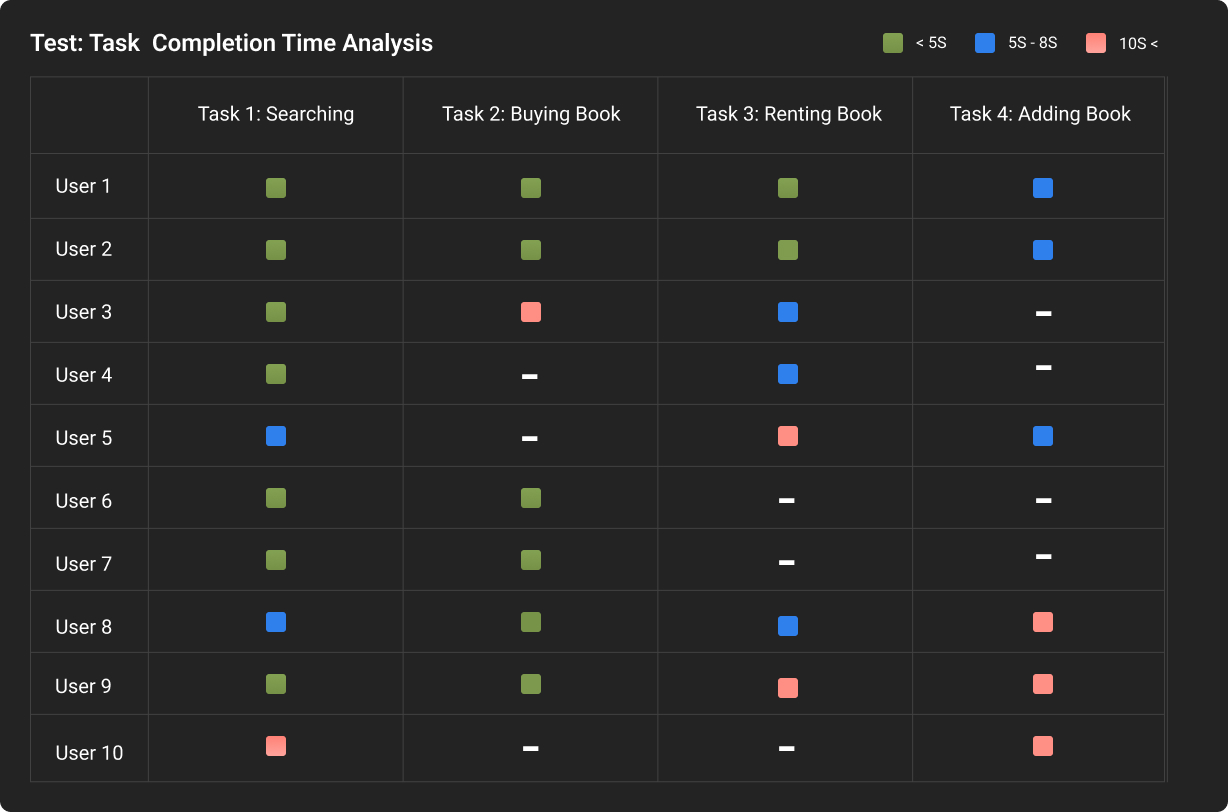 Test: Task  Completion Time Analysis
< 5S
5S - 8S
10S <
Task 1: Searching
Task 2: Buying Book
Task 3: Renting Book
Task 4: Adding Book
User 1
User 2
User 3
–
User 4
–
–
User 5
–
User 6
–
–
User 7
–
–
User 8
User 9
User 10
–
–